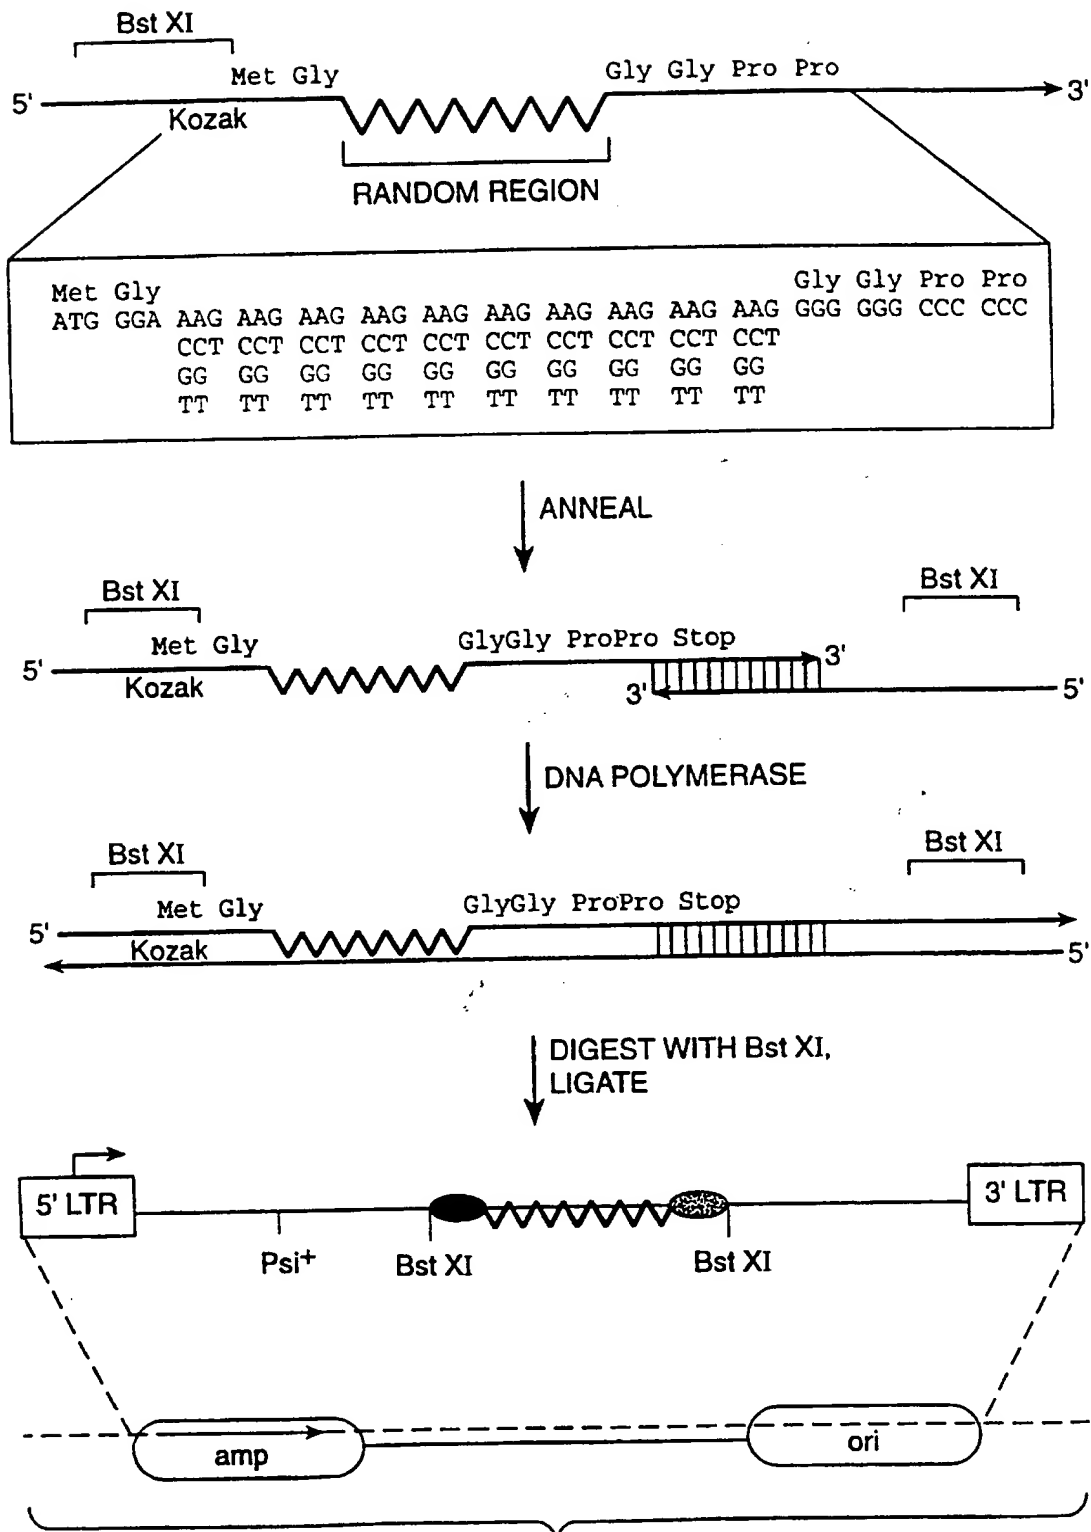 Bst XI
Met Gly
Gly Gly Pro Pro
5'
3'
Kozak
RANDOM REGION
Met Gly
Gly Gly Pro Pro
ATG GGA AAG AAG AAG AAG AAG AAG AAG AAG AAG AAG GGG GGG CCC CCC
CCT CCT CCT CCT CCT CCT CCT CCT CCT CCT
GG GG GG GG GG GG GG GG GG GG
TT TT TT TT TT TT TT TT TT TT
ANNEAL
Bst XI
Bst XI
Met Gly
GlyGly ProPro Stop
5'
3'
Kozak
3'
5'
DNA POLYMERASE
Bst XI
Bst XI
Met Gly
GlyGly ProPro Stop
5'
Kozak
5'
DIGEST WITH Bst XI,
LIGATE
5' LTR
3' LTR
Psi+
Bst XI
Bst XI
amp
ori